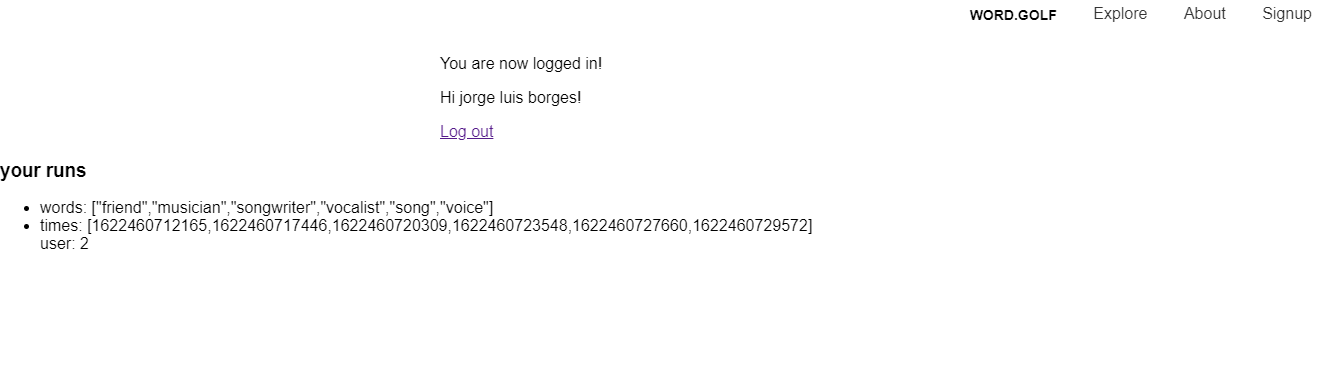 WORD.GOLF Explore About Signup
You are now logged in!
Hi jorge luis borges!
Log out
your runs
words: ["friend","musician","songwriter","vocalist","song","voice"]
times: [1622460712165,1622460717446,1622460720309,1622460723548,1622460727660,1622460729572]
user: 2